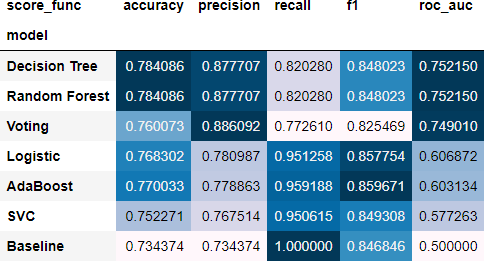 score_func accuracy precision recall f1 roc_auc
model
Decision Tree 0.784086 0.877707 0.820280 0.848023 0.752150
Random Forest 0.784086 0.877707 0.820280 0.848023 0.752150
Voting 0.760073 0.886092 0.772610 0.825469 0.749010
Logistic 0.768302 0.780987 0.951258 0.857754 0.606872
AdaBoost 0.770033 0.778863 0.959188 0.859671 0.603134
SVC 0.752271 0.767514 0.950615 0.849308 0.577263
Baseline 0.734374 0.734374 1.000000 0.846846 0.500000